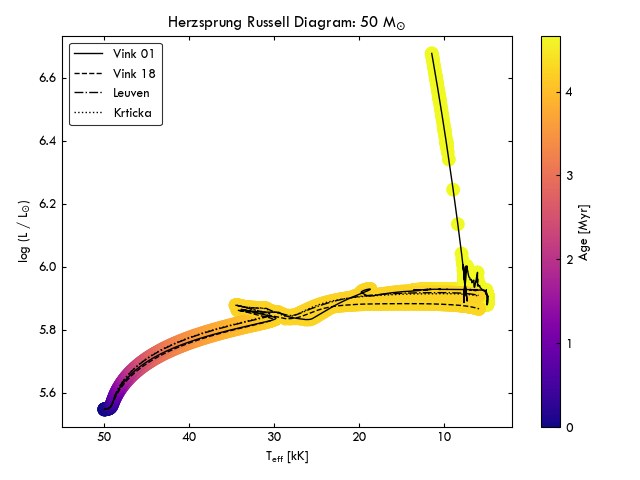 Herzsprung Russell Diagram: 50 M☉
Vink 01
Vink 18
Leuven
Krticka
6.6
6.4
6.2
6.0
5.8
5.6
log (L / L☉)
50
40
30
20
10
T_eff [kK]
4
3
2
1
0
Age [Myr]